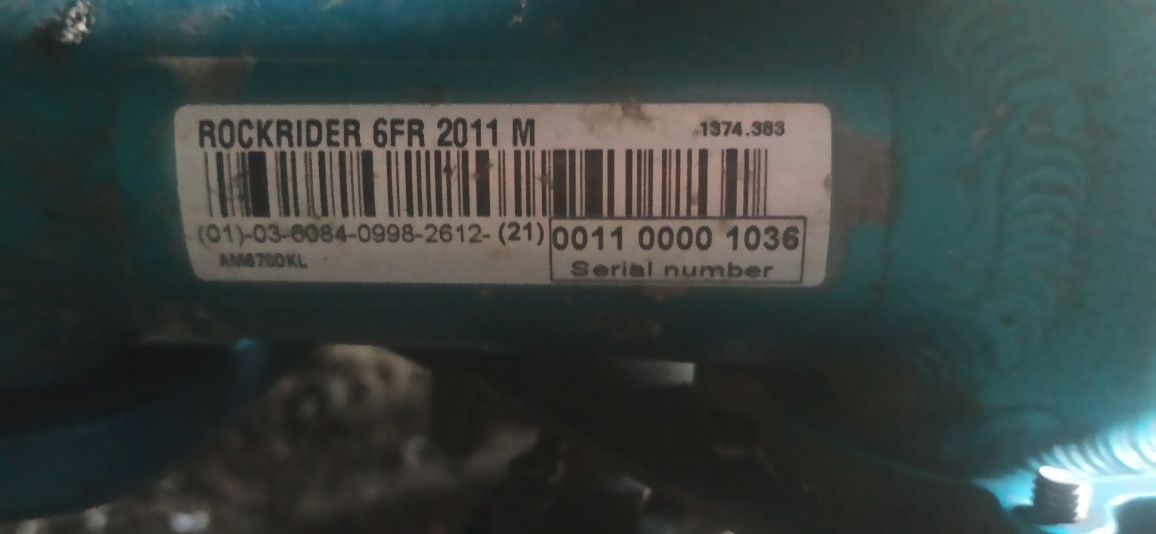 ROCKRIDER 6FR 2011 M 1374.383
(01)-03-6084-0998-2612- (21) 0011 0000 1036
AM670DKL Serial number